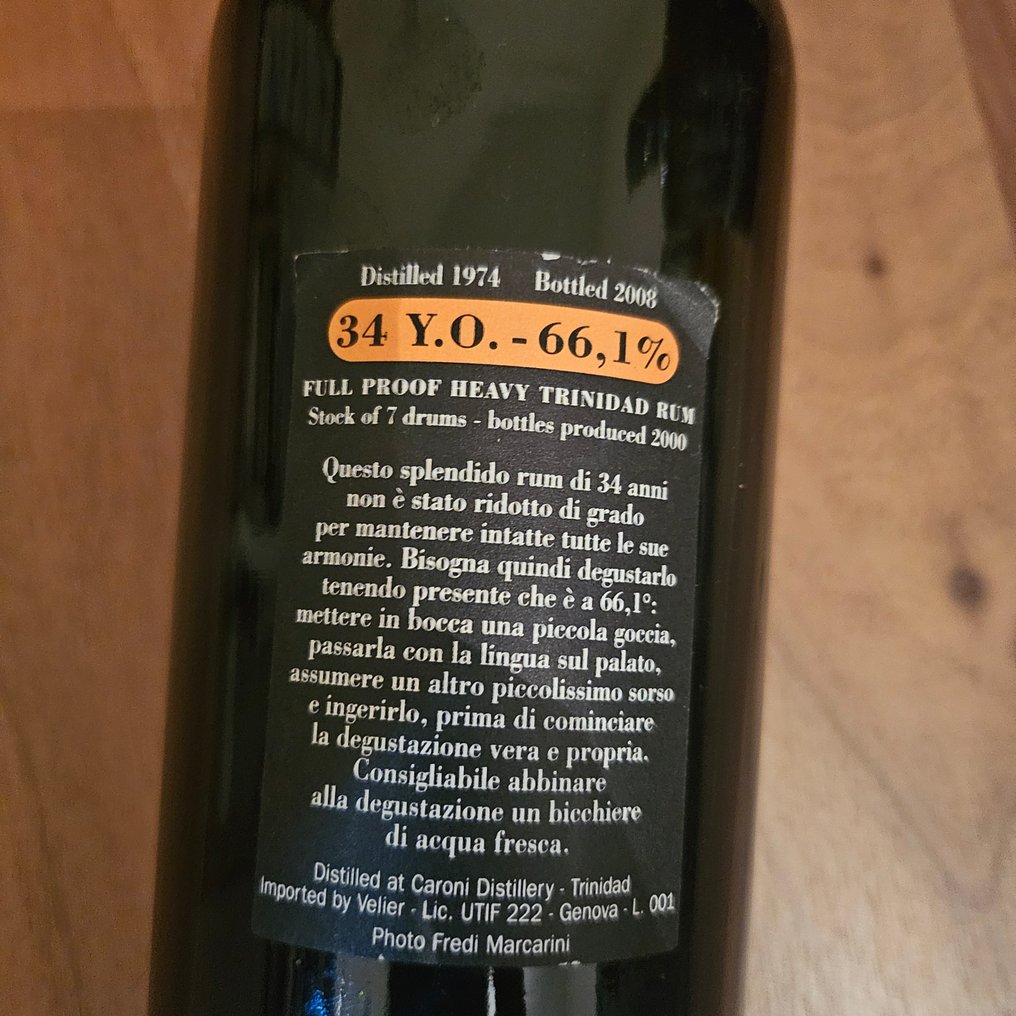 Distilled 1974 Bottled 2008
34 Y.O. - 66,1%
FULL PROOF HEAVY TRINIDAD RUM
Stock of 7 drums - bottles produced 2000
Questo splendido rum di 34 anni
non è stato ridotto di grado
per mantenere intatte tutte le sue
armonie. Bisogna quindi degustarlo
tenendo presente che è a 66,1°:
mettere in bocca una piccola goccia,
passarla con la lingua sul palato,
assumere un altro piccolissimo sorso
e ingerirlo, prima di cominciare
la degustazione vera e propria.
Consigliabile abbinare
alla degustazione un bicchiere
di acqua fresca.
Distilled at Caroni Distillery - Trinidad
Imported by Velier - Lic. UTIF 222 - Genova - L. 001
Photo Fredi Marcarini